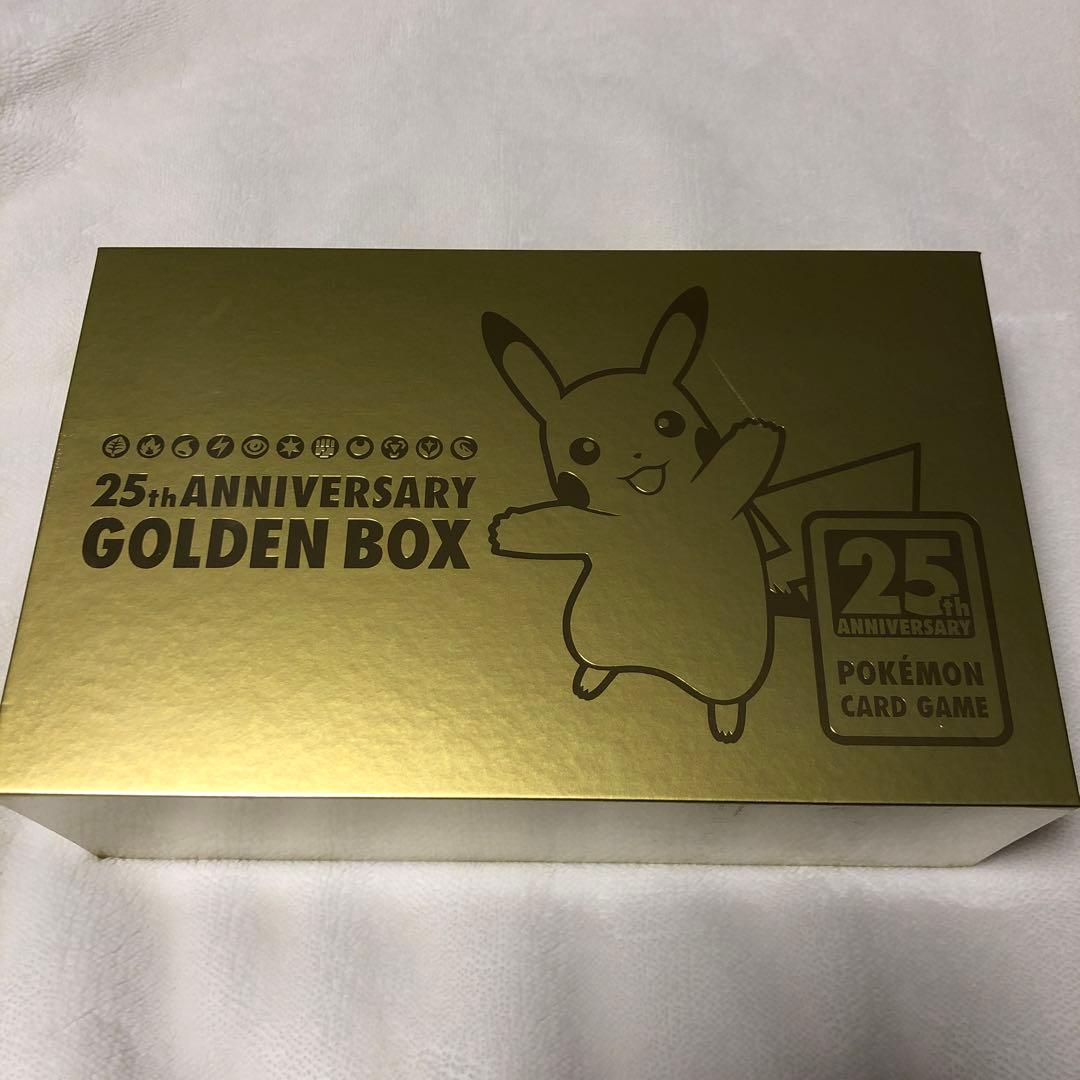 25th ANNIVERSARY
GOLDEN BOX
25th
ANNIVERSARY
POKÉMON
CARD GAME